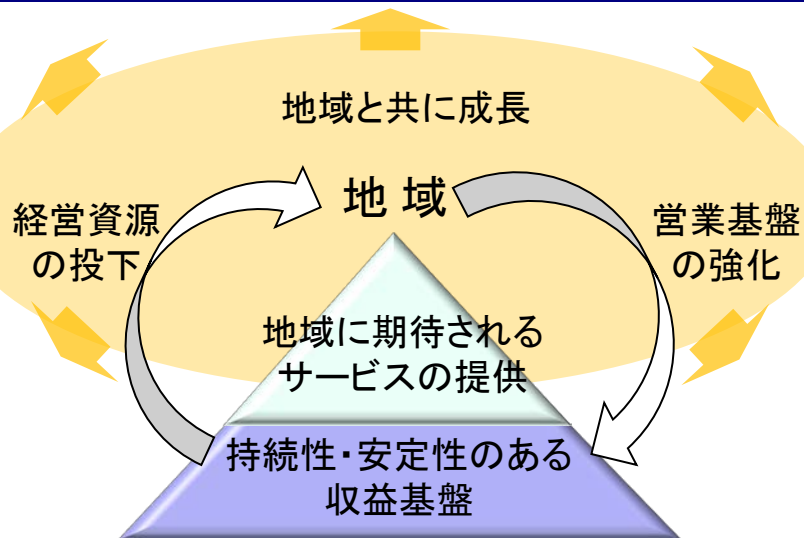 地域と共に成長
地 域
経営資源
の投下
営業基盤
の強化
地域に期待される
サービスの提供
持続性・安定性のある
収益基盤